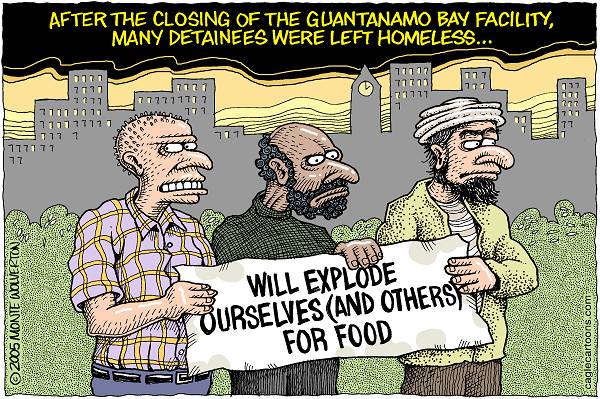 AFTER THE CLOSING OF THE GUANTANAMO BAY FACILITY,
MANY DETAINEES WERE LEFT HOMELESS...
WILL EXPLODE
OURSELVES (AND OTHERS)
FOR FOOD
©2005 MONTE WOLVERTON
caglecartoons.com